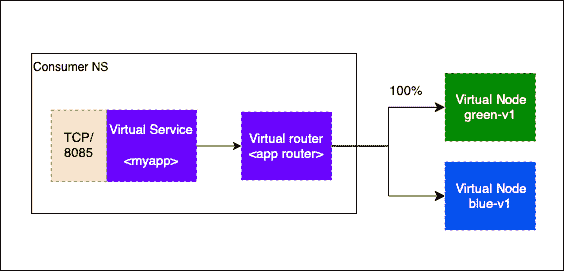 Consumer NS
TCP/
8085
Virtual Service
<myapp>
Virtual router
<app router>
100%
Virtual Node
green-v1
Virtual Node
blue-v1